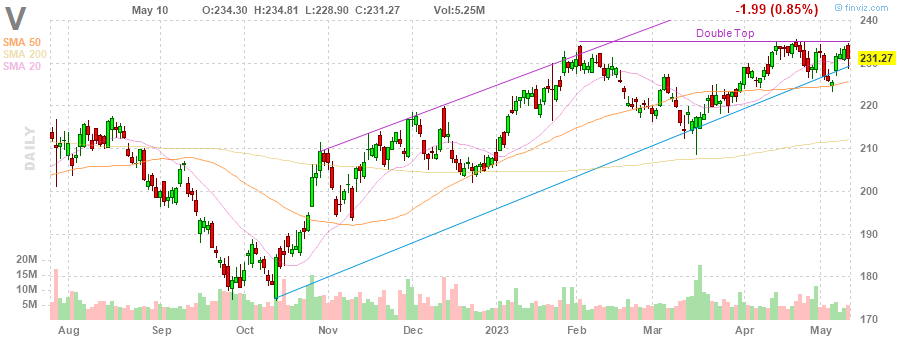 V May 10 O:234.30 H:234.81 L:228.90 C:231.27 Vol:5.25M -1.99 (0.85%) © finviz.com
SMA 50
SMA 200
SMA 20
Double Top
DAILY
240
231.27
230
220
210
200
190
180
170
20M
15M
10M
5M
Aug Sep Oct Nov Dec 2023 Feb Mar Apr May